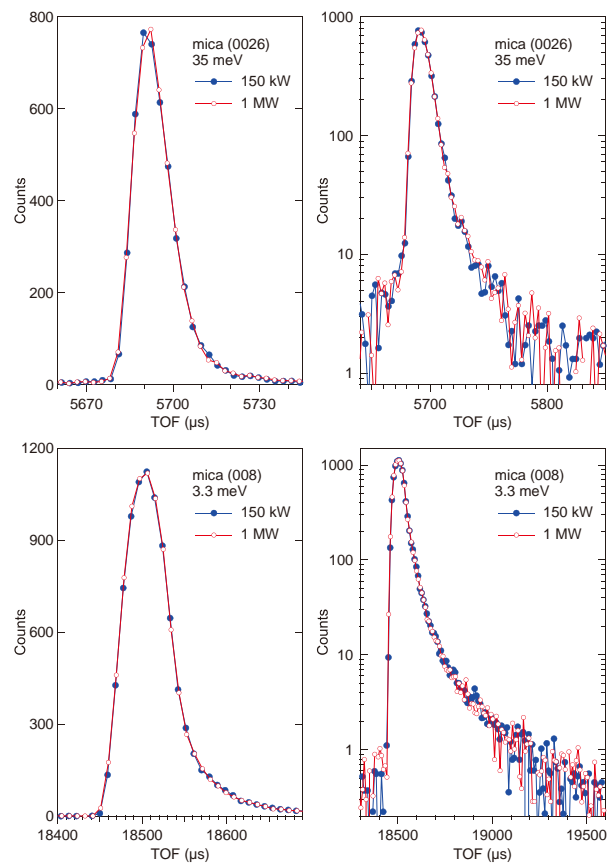 800
600
400
200
0
Counts
mica (0026)
35 meV
150 kW
1 MW
5670
5700
5730
TOF (μs)
1000
100
10
1
Counts
mica (0026)
35 meV
150 kW
1 MW
5700
5800
TOF (μs)
1200
900
600
300
0
Counts
mica (008)
3.3 meV
150 kW
1 MW
18400
18500
18600
TOF (μs)
1000
100
10
1
Counts
mica (008)
3.3 meV
150 kW
1 MW
18500
19000
19500
TOF (μs)